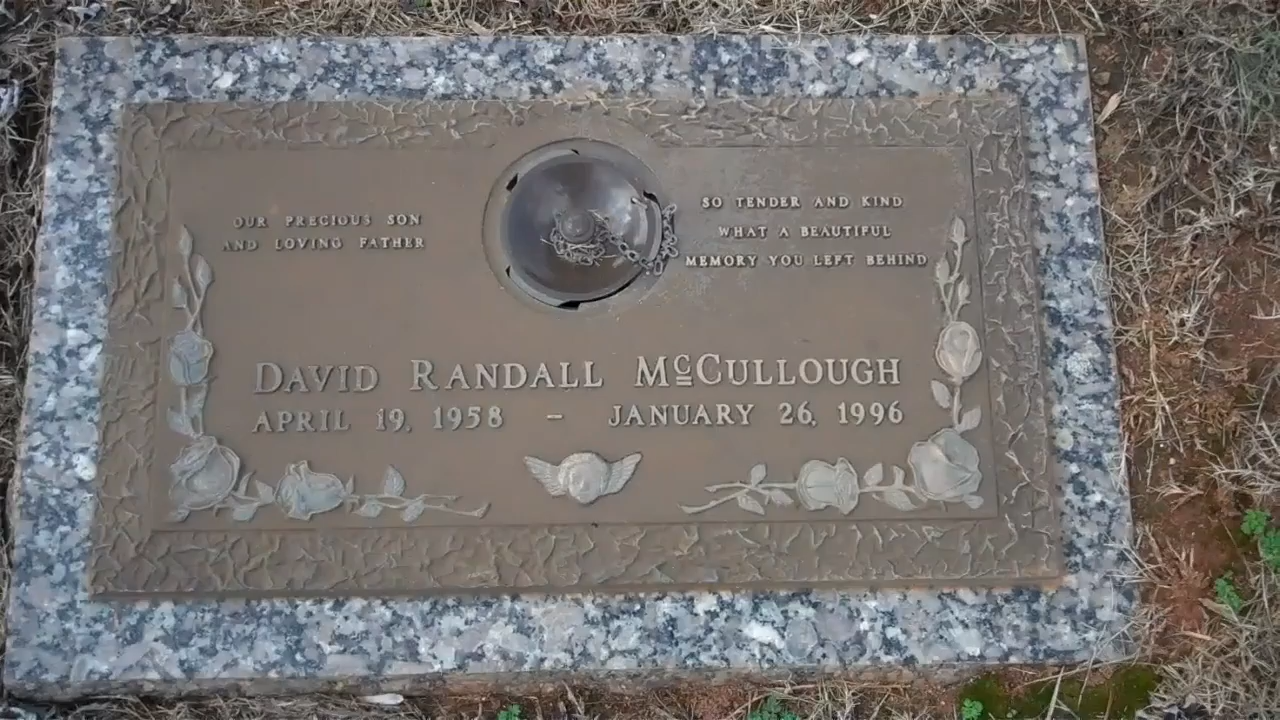 OUR PRECIOUS SON
AND LOVING FATHER
SO TENDER AND KIND
WHAT A BEAUTIFUL
MEMORY YOU LEFT BEHIND
DAVID RANDALL McCULLOUGH
APRIL 19, 1958 - JANUARY 26, 1996